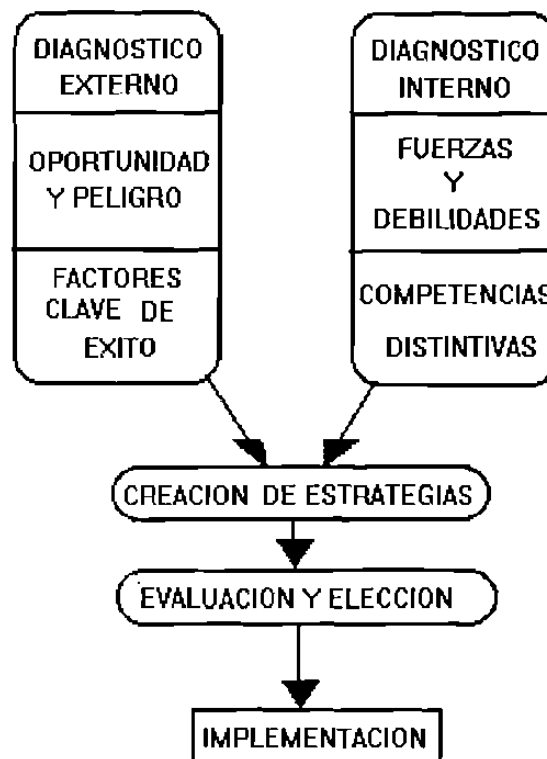 DIAGNOSTICO
EXTERNO
OPORTUNIDAD
Y PELIGRO
FACTORES
CLAVE DE
EXITO
DIAGNOSTICO
INTERNO
FUERZAS
Y
DEBILIDADES
COMPETENCIAS
DISTINTIVAS
CREACION DE ESTRATEGIAS
EVALUACION Y ELECCION
IMPLEMENTACION